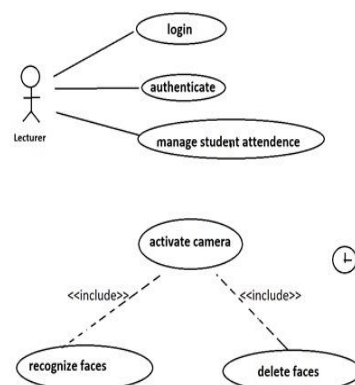 login
authenticate
Lecturer
manage student attendence
activate camera
<<include>>
<<include>>
recognize faces
delete faces